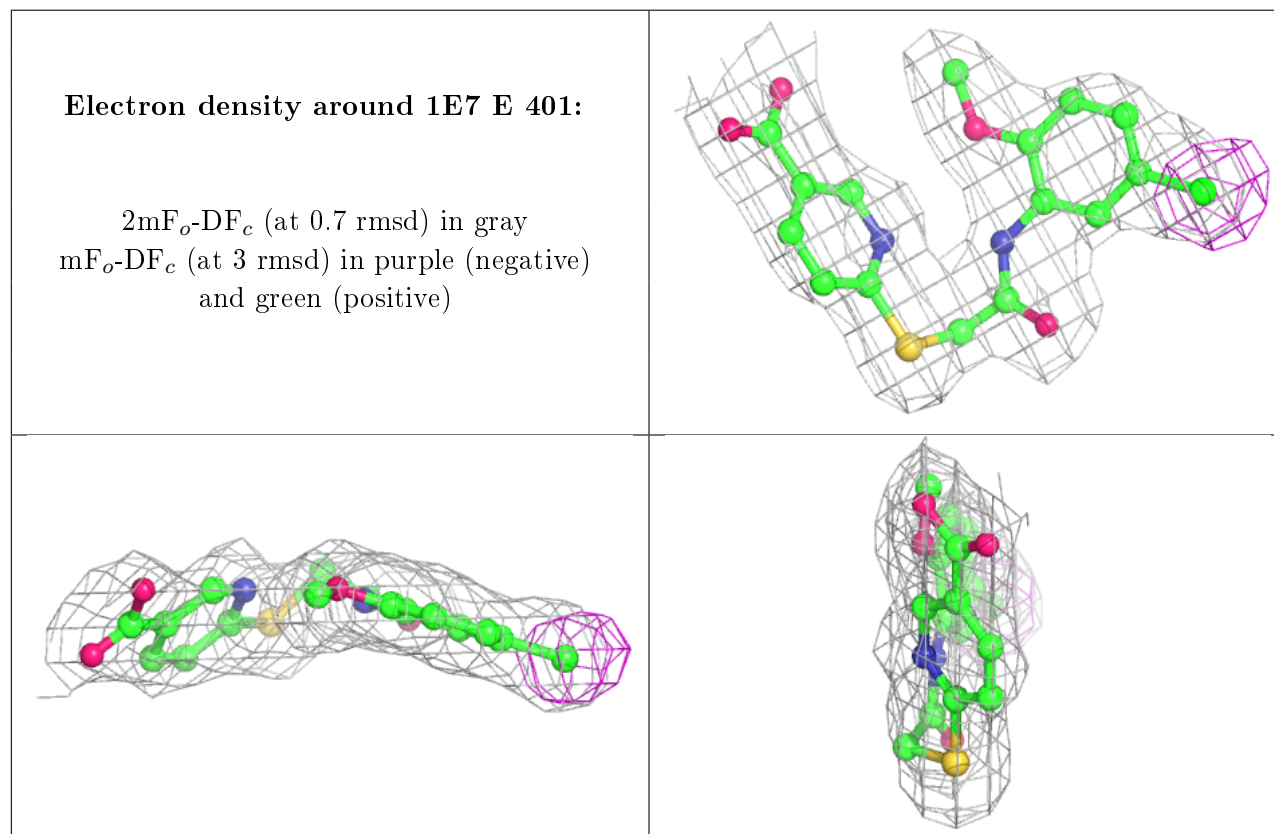 Electron density around 1E7 E 401:
2mFo-DFc (at 0.7 rmsd) in gray
mFo-DFc (at 3 rmsd) in purple (negative)
and green (positive)